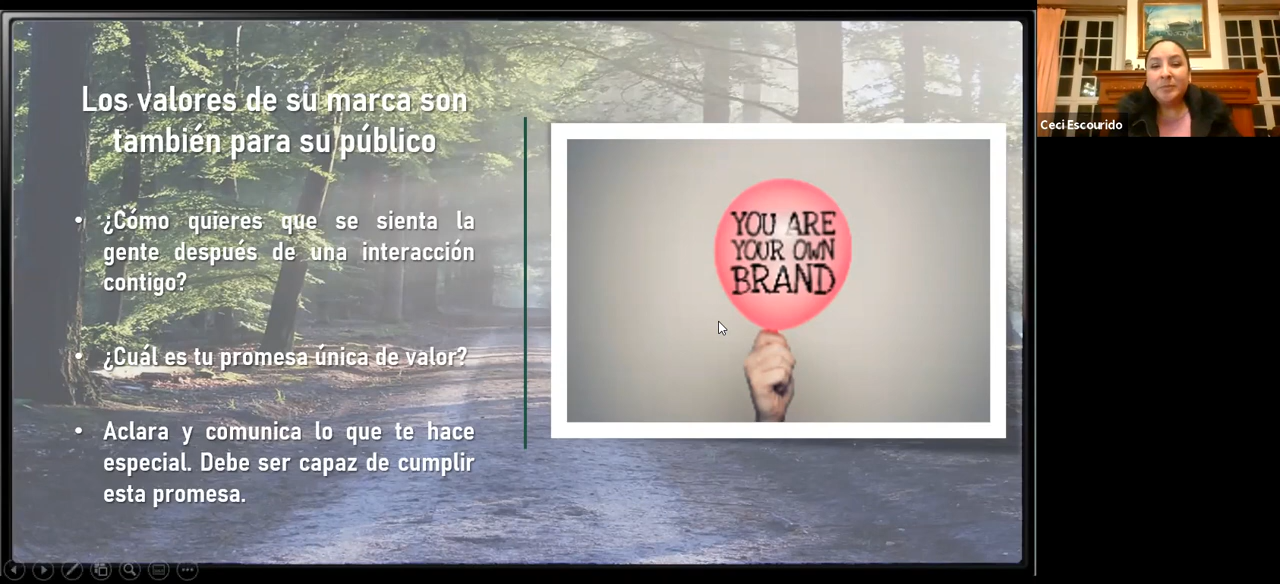 Los valores de su marca son
también para su público
• ¿Cómo quieres que se sienta la
gente después de una interacción
contigo?
• ¿Cuál es tu promesa única de valor?
• Aclara y comunica lo que te hace
especial. Debe ser capaz de cumplir
esta promesa.
YOU ARE
YOUR OWN
BRAND
Ceci Escourido